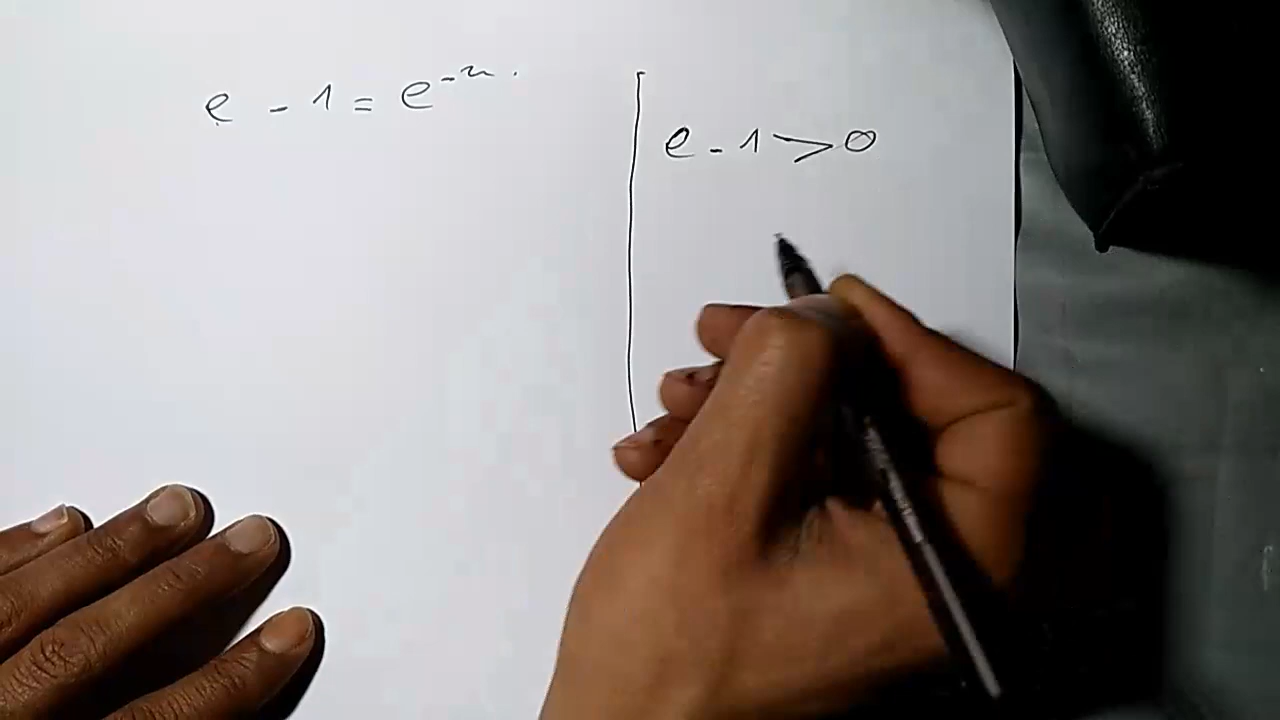 e - 1 = e^{-x}.
e - 1 > 0